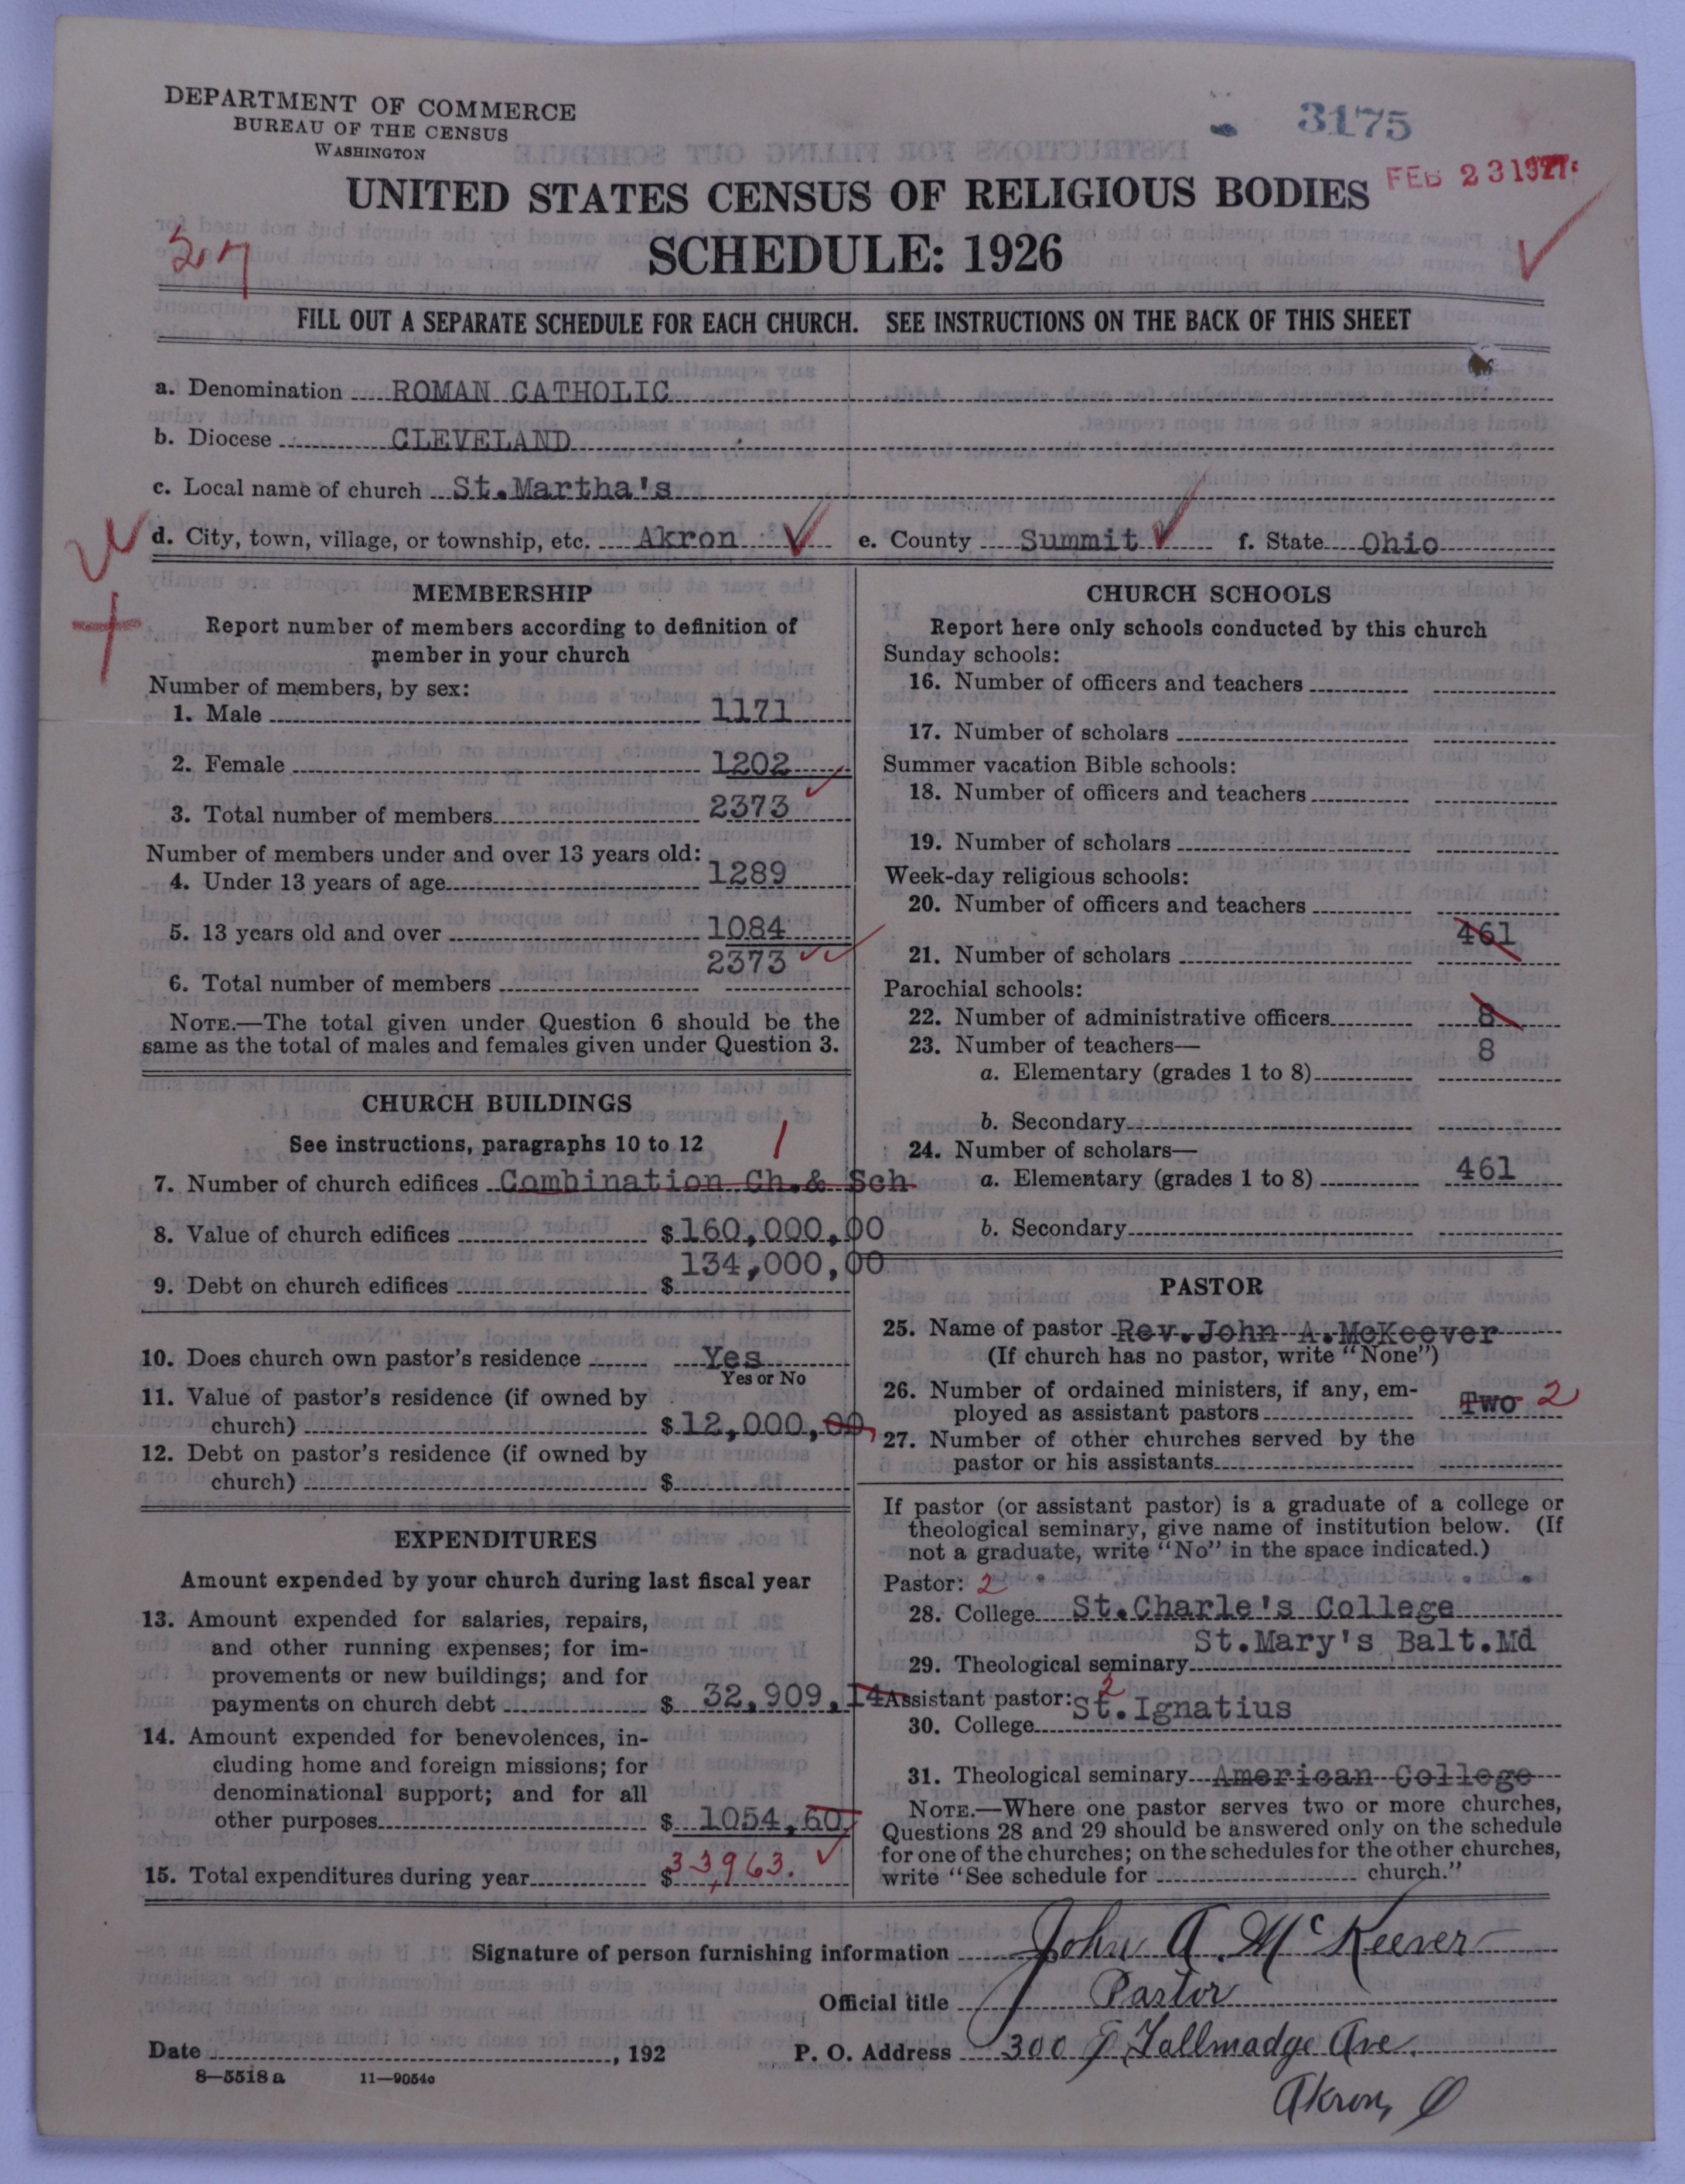 DEPARTMENT OF COMMERCE
BUREAU OF THE CENSUS
WASHINGTON
3175
FEB 23 1927
UNITED STATES CENSUS OF RELIGIOUS BODIES
SCHEDULE: 1926
FILL OUT A SEPARATE SCHEDULE FOR EACH CHURCH. SEE INSTRUCTIONS ON THE BACK OF THIS SHEET
a. Denomination ROMAN CATHOLIC
b. Diocese CLEVELAND
c. Local name of church St.Martha's
d. City, town, village, or township, etc. Akron e. County Summit f. State Ohio
MEMBERSHIP
Report number of members according to definition of
member in your church
Number of members, by sex:
1. Male 1171
2. Female 1202
3. Total number of members 2373
Number of members under and over 13 years old:
4. Under 13 years of age 1289
5. 13 years old and over 1084
6. Total number of members 2373
NOTE.—The total given under Question 6 should be the
same as the total of males and females given under Question 3.
CHURCH BUILDINGS
See instructions, paragraphs 10 to 12
1
7. Number of church edifices Combination Ch.& Sch
8. Value of church edifices $160,000,00
9. Debt on church edifices $134,000,00
10. Does church own pastor's residence Yes
Yes or No
11. Value of pastor's residence (if owned by
church) $12,000,00
12. Debt on pastor's residence (if owned by
church) $
EXPENDITURES
Amount expended by your church during last fiscal year
13. Amount expended for salaries, repairs,
and other running expenses; for im-
provements or new buildings; and for
payments on church debt $ 32,909,14
14. Amount expended for benevolences, in-
cluding home and foreign missions; for
denominational support; and for all
other purposes $ 1054,60
15. Total expenditures during year $33,963.
CHURCH SCHOOLS
Report here only schools conducted by this church
Sunday schools:
16. Number of officers and teachers
17. Number of scholars
Summer vacation Bible schools:
18. Number of officers and teachers
19. Number of scholars
Week-day religious schools:
20. Number of officers and teachers
21. Number of scholars 461
Parochial schools:
22. Number of administrative officers 8
23. Number of teachers—
a. Elementary (grades 1 to 8) 8
b. Secondary
24. Number of scholars—
a. Elementary (grades 1 to 8) 461
b. Secondary
PASTOR
25. Name of pastor Rev.John A.McKeever
(If church has no pastor, write "None")
26. Number of ordained ministers, if any, em-
ployed as assistant pastors Two 2
27. Number of other churches served by the
pastor or his assistants
If pastor (or assistant pastor) is a graduate of a college or
theological seminary, give name of institution below. (If
not a graduate, write "No" in the space indicated.)
Pastor: 2
28. College St.Charle's College
29. Theological seminary St.Mary's Balt.Md
Assistant pastor: 2
30. College St.Ignatius
31. Theological seminary American College
NOTE.—Where one pastor serves two or more churches,
Questions 28 and 29 should be answered only on the schedule
for one of the churches; on the schedules for the other churches,
write "See schedule for church."
Signature of person furnishing information John A. McKeever
Official title Pastor
Date , 192 P. O. Address 300 E Tallmadge Ave.
Akron, O
8—5518 a 11—9054o